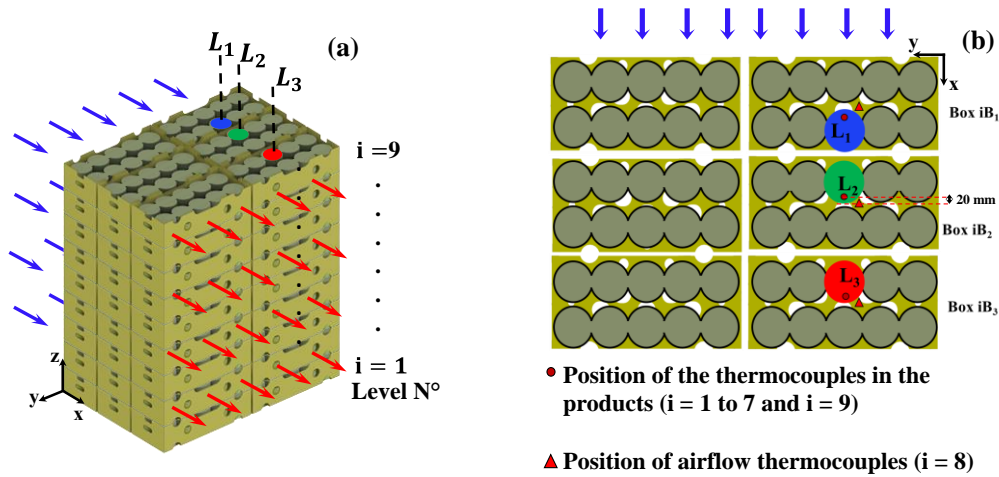 (a)
L₁
L₂
L₃
i =9
i = 1
Level N°
z
y
x
(b)
y
x
Box iB₁
L₁
L₂
20 mm
Box iB₂
L₃
Box iB₃
Position of the thermocouples in the
products (i = 1 to 7 and i = 9)
Position of airflow thermocouples (i = 8)